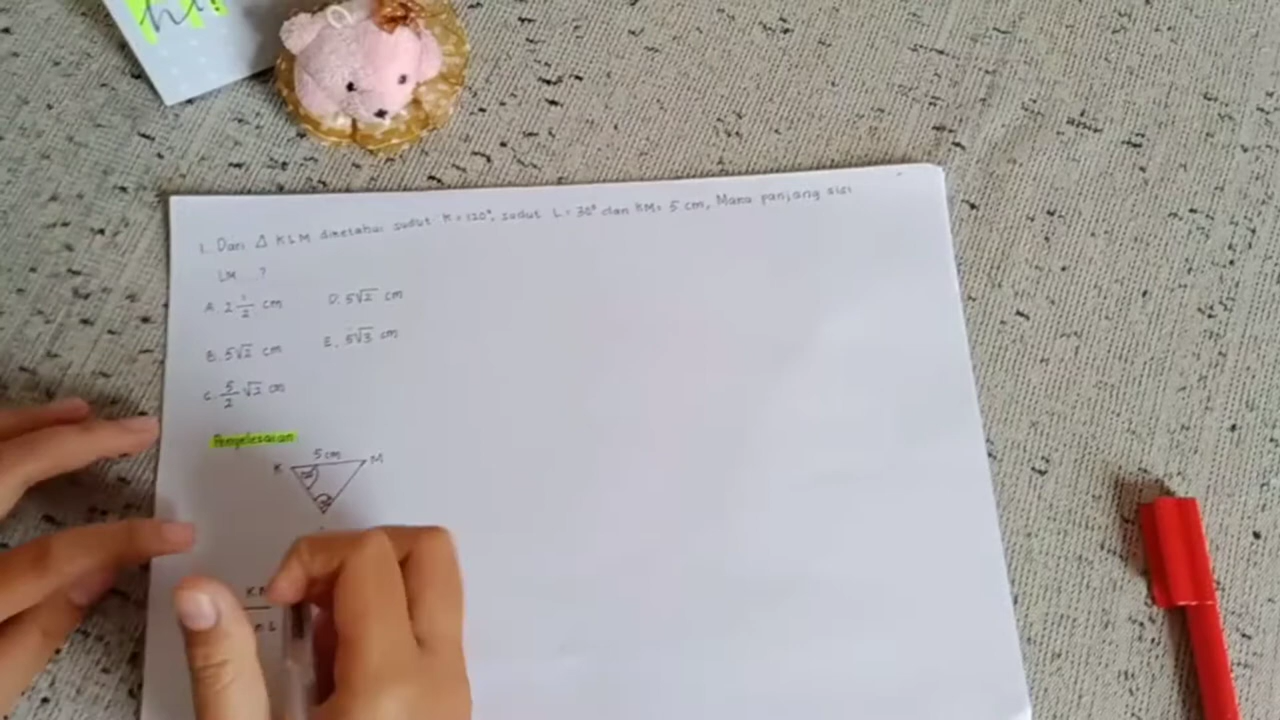 hi!
1. Dari Δ KLM diketahui sudut K = 120°, sudut L = 30° dan KM = 5 cm, Maka panjang sisi
LM ...?
A. 2 1/2 cm
D. 5√2 cm
B. 5√2 cm
E. 5√3 cm
C. 5/2 √2 cm
Penyelesaian
5 cm
K M